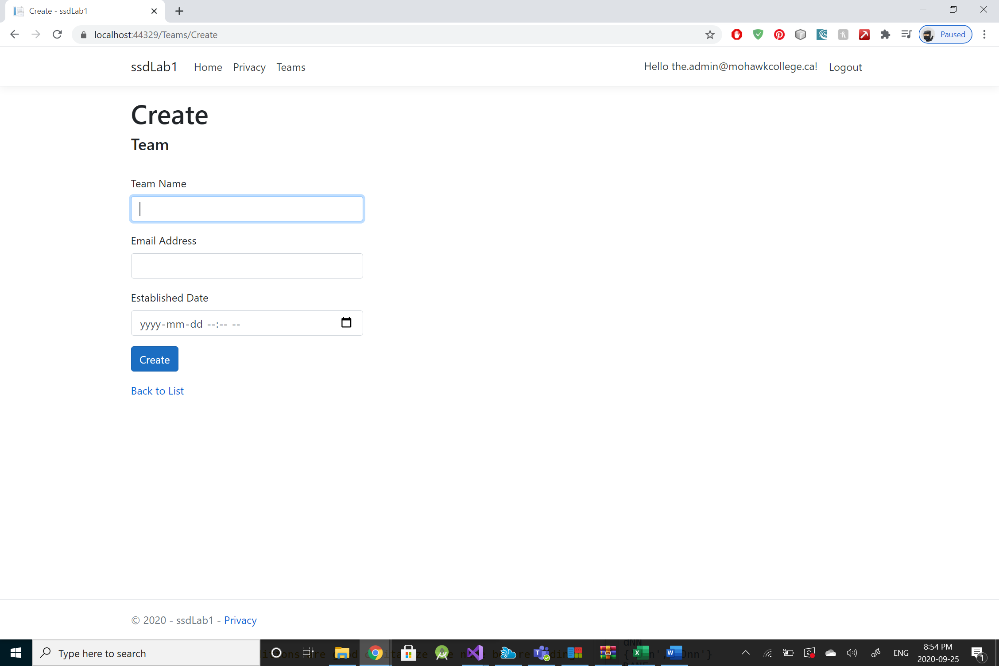 Create - ssdLab1
localhost:44329/Teams/Create
Paused
ssdLab1 Home Privacy Teams Hello the.admin@mohawkcollege.ca! Logout
Create
Team
Team Name
Email Address
Established Date
yyyy-mm-dd --:-- --
Create
Back to List
© 2020 - ssdLab1 - Privacy
Type here to search
ENG
8:54 PM
2020-09-25
1